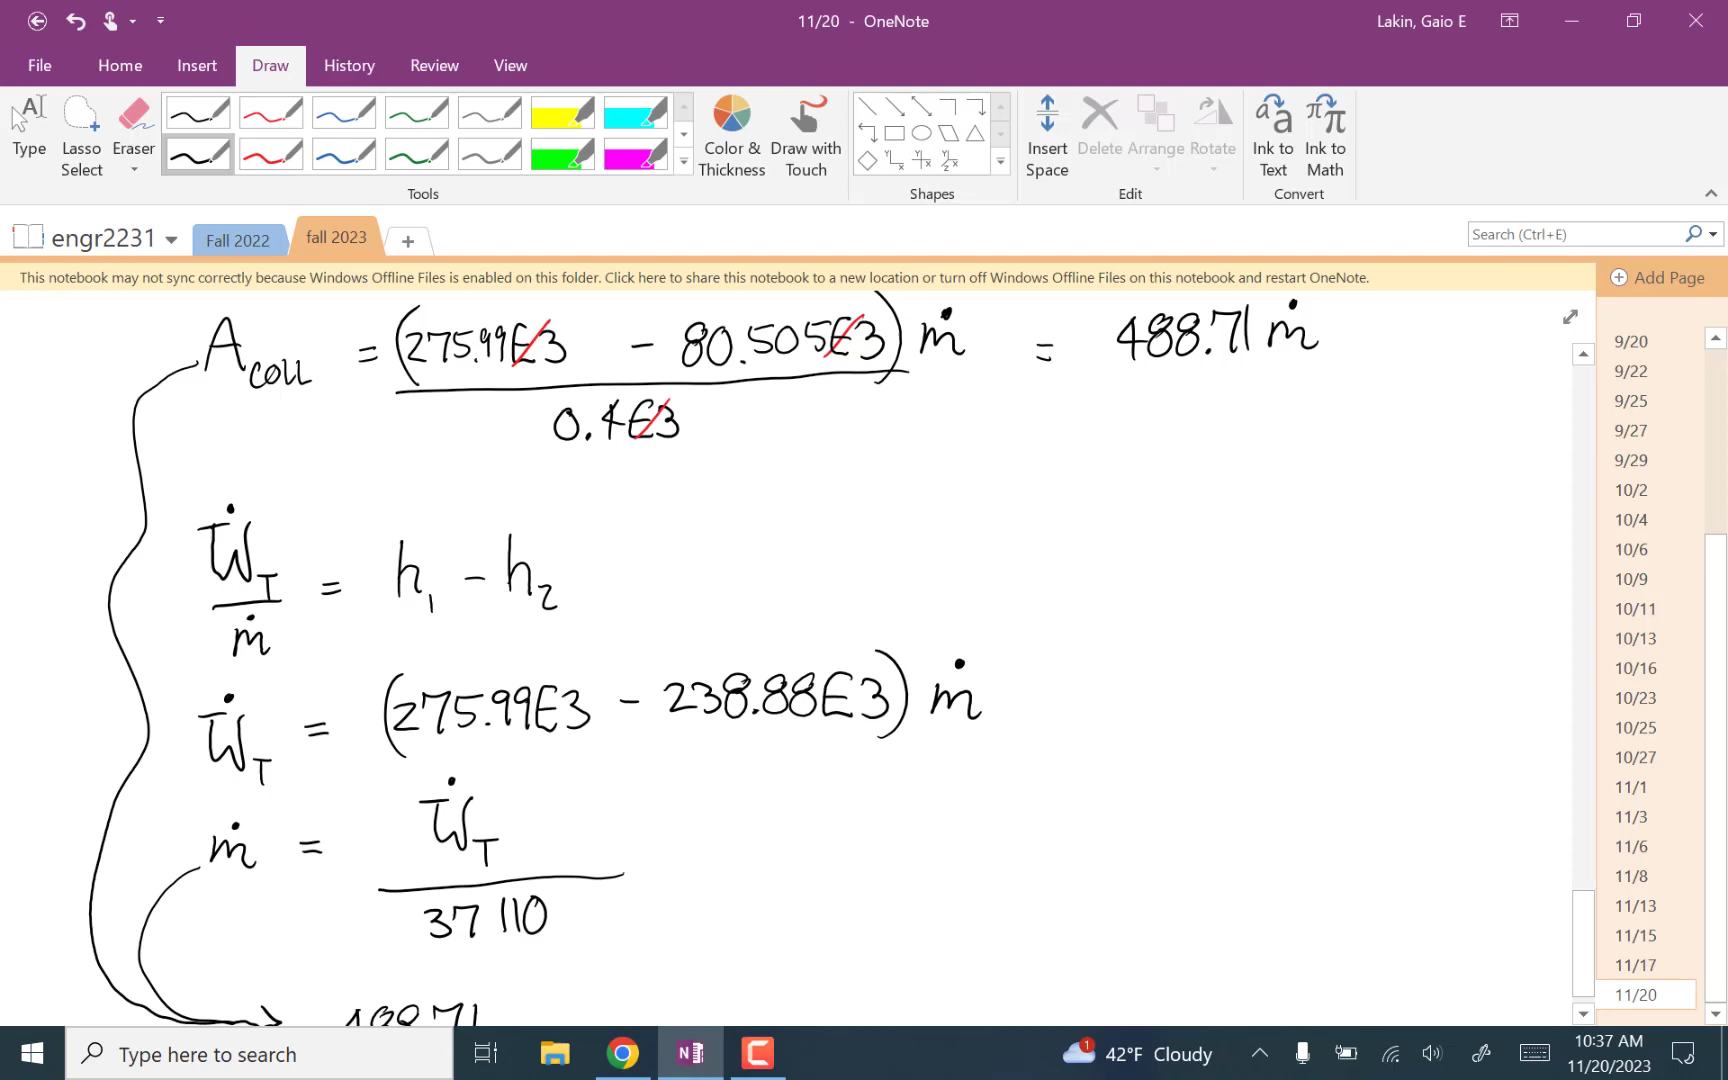 11/20 - OneNote
Lakin, Gaio E
File Home Insert Draw History Review View
Type
Lasso Select
Eraser
Color & Thickness
Draw with Touch
Insert Space
Delete
Arrange
Rotate
Ink to Text
Ink to Math
Tools
Shapes
Edit
Convert
engr2231
Fall 2022
fall 2023
Search (Ctrl+E)
This notebook may not sync correctly because Windows Offline Files is enabled on this folder. Click here to share this notebook to a new location or turn off Windows Offline Files on this notebook and restart OneNote.
Add Page
A_coll = (275.99E3 - 80.505E3) ṁ / 0.4E3 = 488.71 ṁ
Ẇ_T / ṁ = h₁ - h₂
Ẇ_T = (275.99E3 - 238.88E3) ṁ
ṁ = Ẇ_T / 37 110
488.71
9/20
9/22
9/25
9/27
9/29
10/2
10/4
10/6
10/9
10/11
10/13
10/16
10/23
10/25
10/27
11/1
11/3
11/6
11/8
11/13
11/15
11/17
11/20
Type here to search
1
42°F Cloudy
10:37 AM
11/20/2023